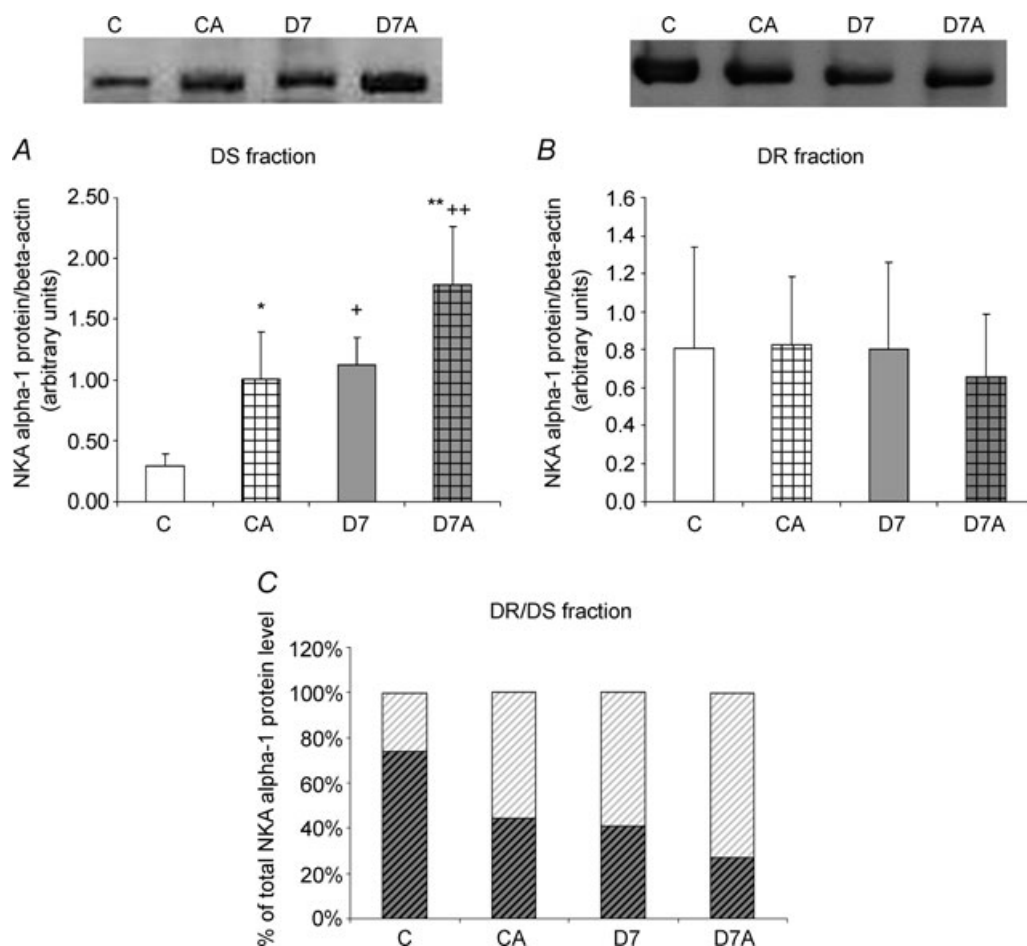 C CA D7 D7A
C CA D7 D7A
A
DS fraction
NKA alpha-1 protein/beta-actin
(arbitrary units)
2.50
2.00
1.50
1.00
0.50
0.00
*
+
** ++
C CA D7 D7A
B
DR fraction
NKA alpha-1 protein/beta-actin
(arbitrary units)
1.6
1.4
1.2
1.0
0.8
0.6
0.4
0.2
0.0
C CA D7 D7A
C
DR/DS fraction
% of total NKA alpha-1 protein level
120%
100%
80%
60%
40%
20%
0%
C CA D7 D7A